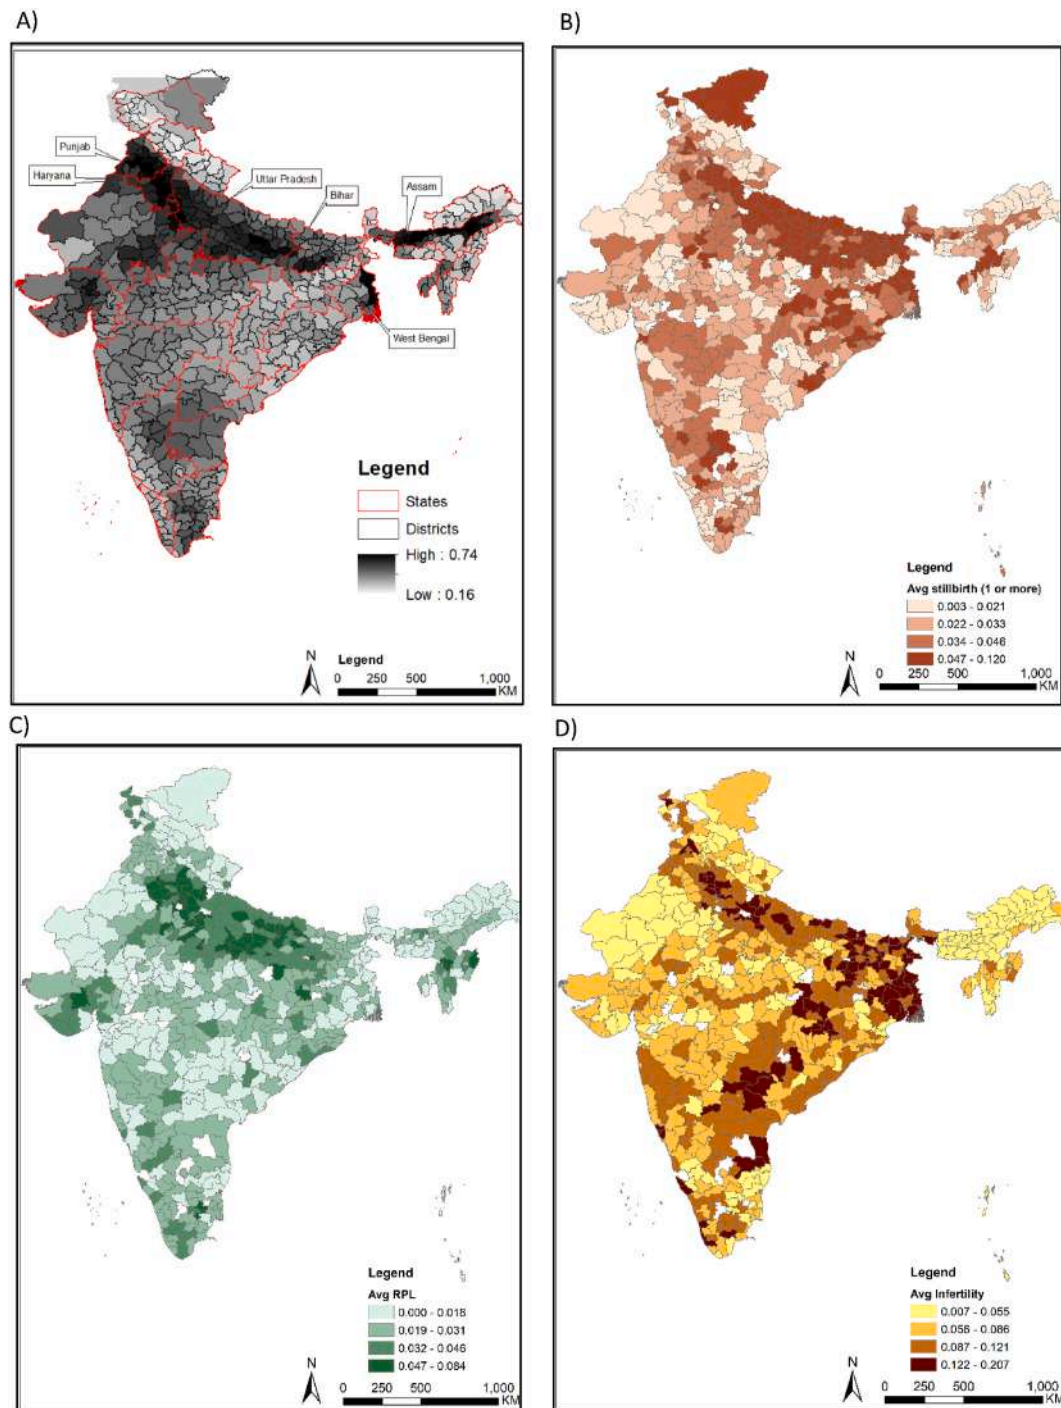 A)
Punjab
Haryana
Uttar Pradesh
Bihar
Assam
West Bengal
Legend
States
Districts
High : 0.74
Low : 0.16
N
Legend
0 250 500 1,000
KM
B)
Legend
Avg stillbirth (1 or more)
0.003 - 0.021
0.022 - 0.033
0.034 - 0.046
0.047 - 0.120
N
0 250 500 1,000
KM
C)
Legend
Avg RPL
0.000 - 0.018
0.019 - 0.031
0.032 - 0.046
0.047 - 0.084
N
0 250 500 1,000
KM
D)
Legend
Avg Infertility
0.007 - 0.055
0.056 - 0.086
0.087 - 0.121
0.122 - 0.207
N
0 250 500 1,000
KM